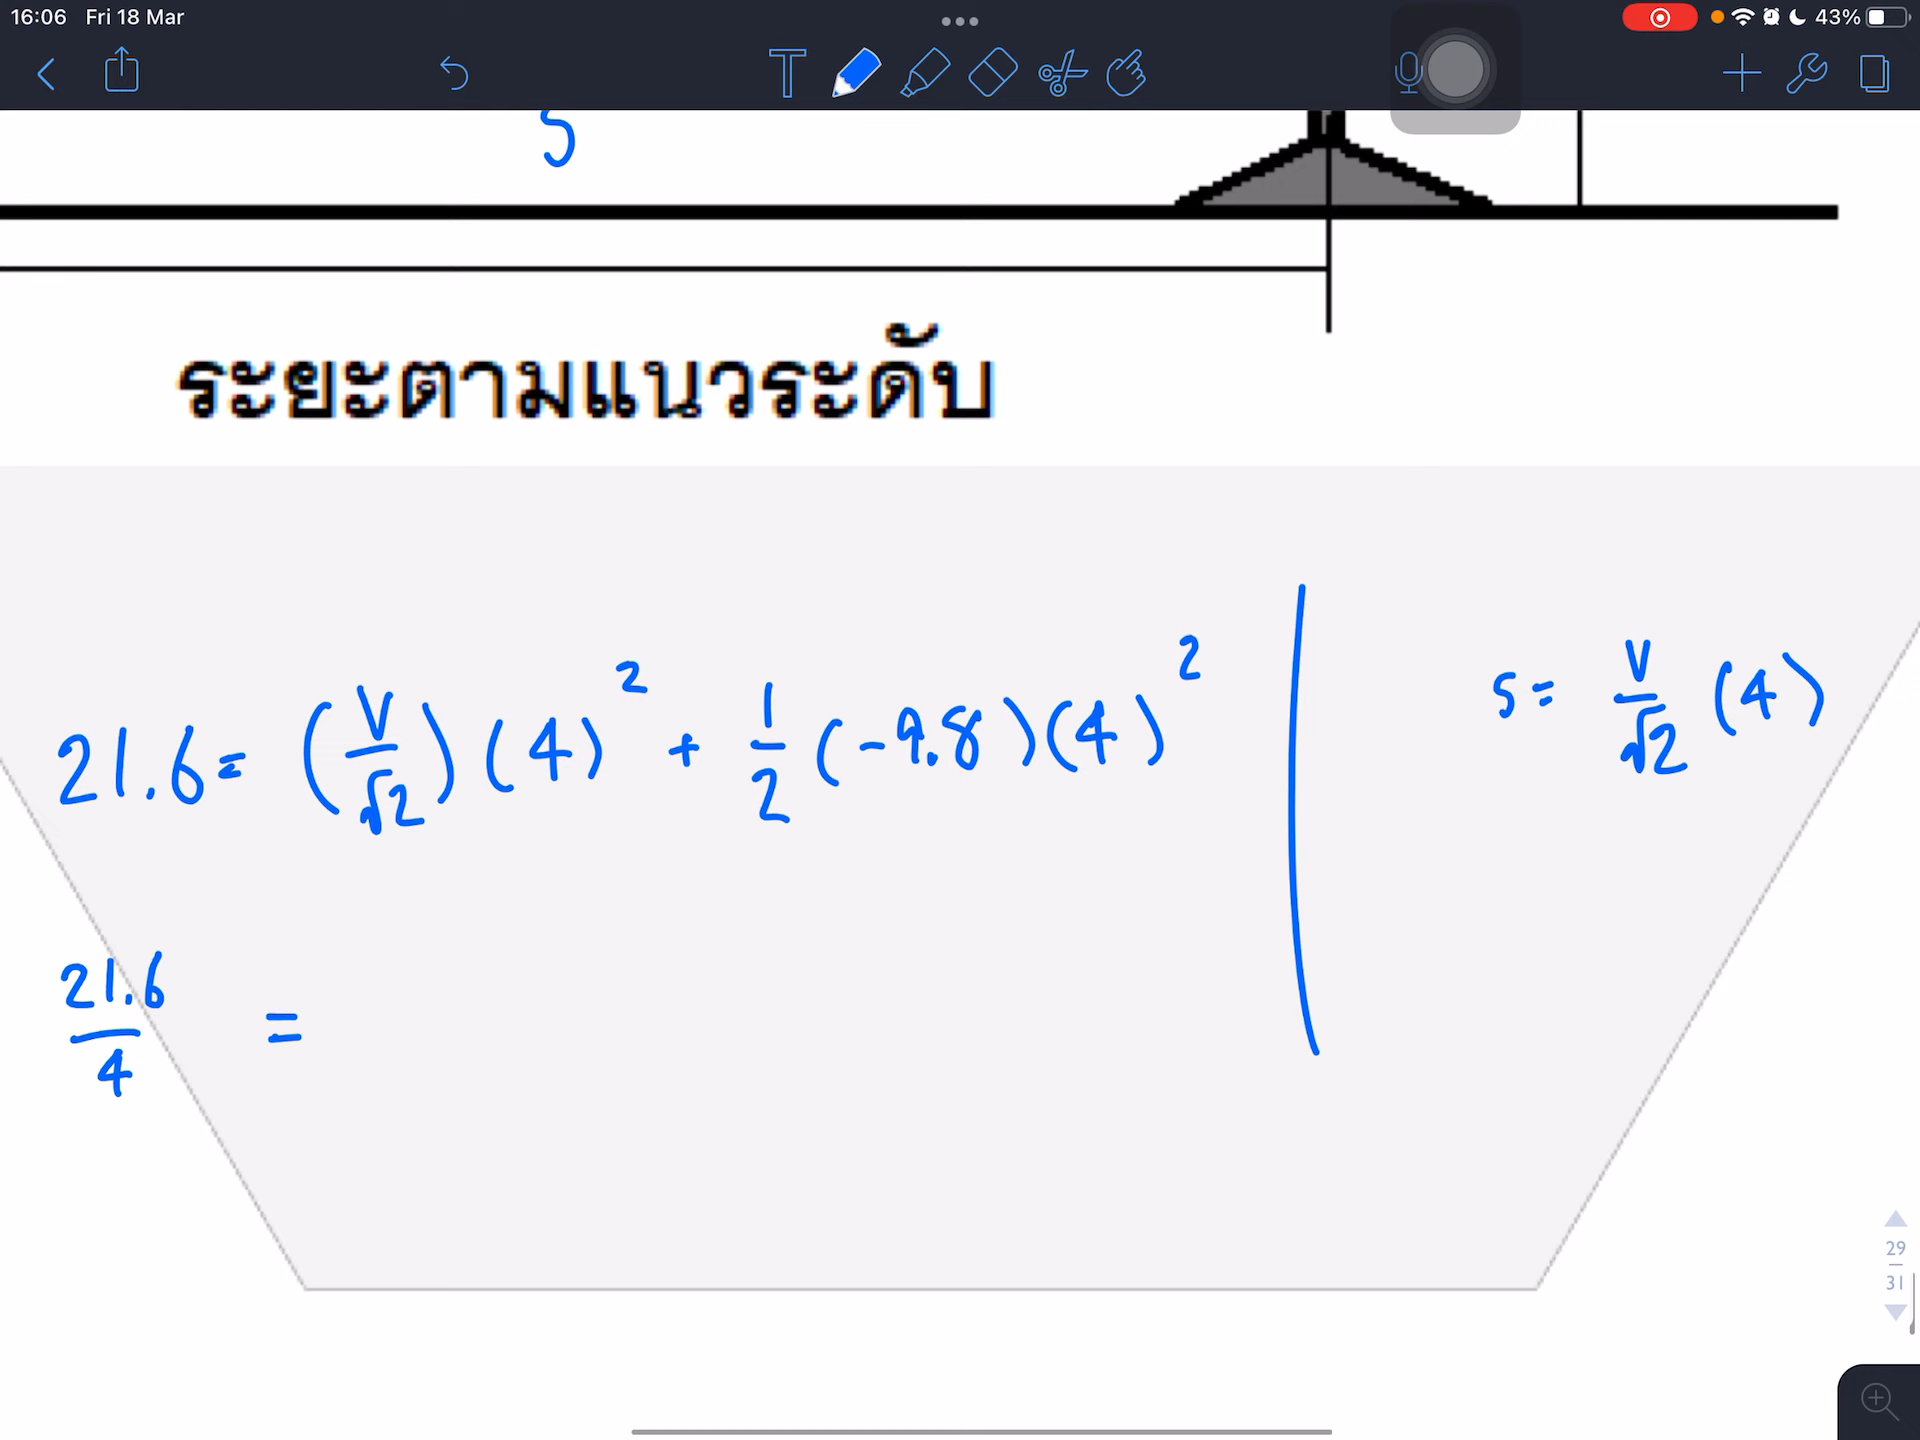 16:06 Fri 18 Mar
43%
S
ระยะตามแนวระดับ
21.6 = (v/√2)(4)² + 1/2(-9.8)(4)²
s = v/√2 (4)
21.6/4 =
29
31